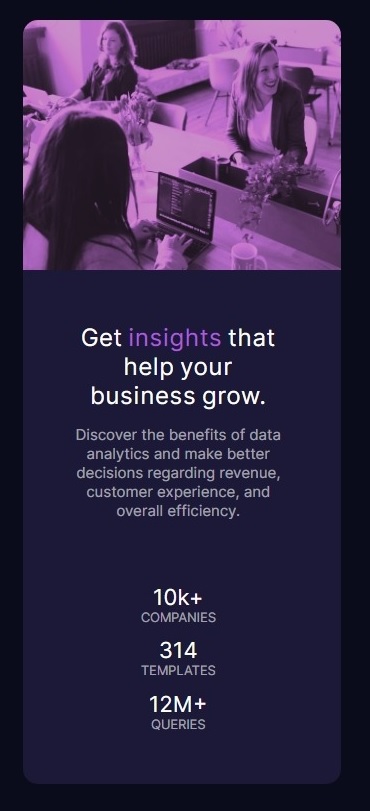 Get insights that
help your
business grow.
Discover the benefits of data
analytics and make better
decisions regarding revenue,
customer experience, and
overall efficiency.
10k+
COMPANIES
314
TEMPLATES
12M+
QUERIES